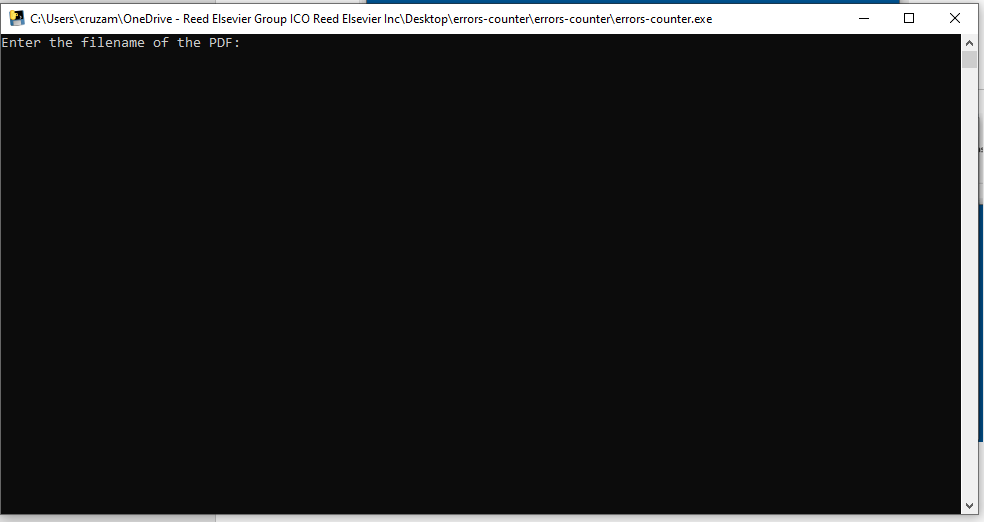 C:\Users\cruzam\OneDrive - Reed Elsevier Group ICO Reed Elsevier Inc\Desktop\errors-counter\errors-counter\errors-counter.exe
Enter the filename of the PDF: